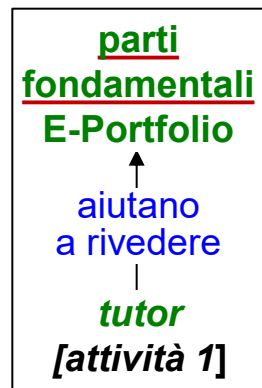 parti
fondamentali
E-Portfolio
aiutano
a rivedere
tutor
[attività 1]